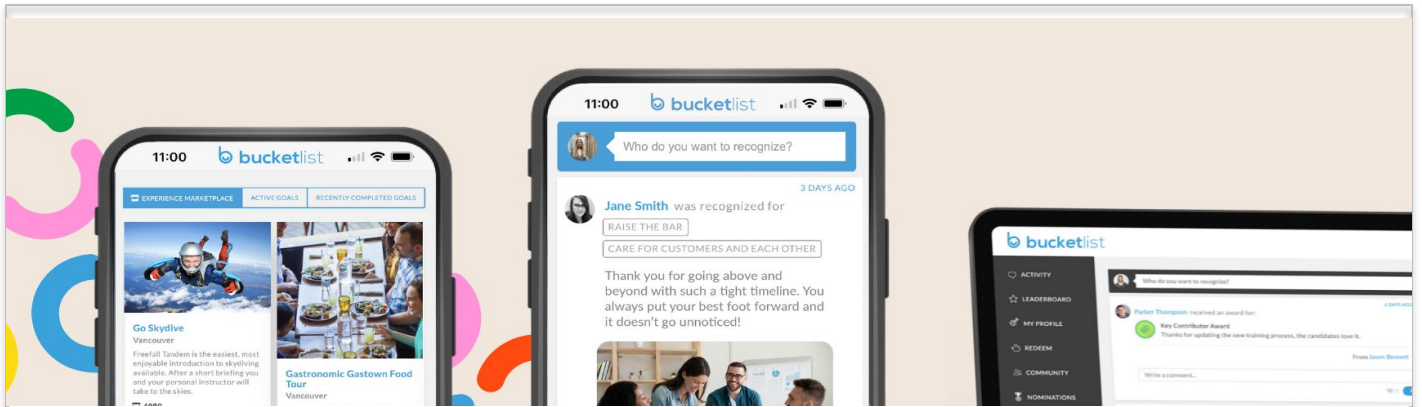 11:00
bucketlist
EXPERIENCE MARKETPLACE
ACTIVE GOALS
RECENTLY COMPLETED GOALS
Go Skydive
Vancouver
Freefall Tandem is the easiest, most
enjoyable introduction to skydiving
available. After a short briefing you
and your personal instructor will
take to the skies.
Gastronomic Gastown Food
Tour
Vancouver
11:00
bucketlist
Who do you want to recognize?
3 DAYS AGO
Jane Smith was recognized for
RAISE THE BAR
CARE FOR CUSTOMERS AND EACH OTHER
Thank you for going above and
beyond with such a tight timeline. You
always put your best foot forward and
it doesn't go unnoticed!
bucketlist
ACTIVITY
LEADERBOARD
MY PROFILE
REDEEM
COMMUNITY
NOMINATIONS
Who do you want to recognize?
Parker Thompson received an award for:
Key Contributor Award
Thanks for updating the new training process, the candidates love it.
From Jason Bennett
Write a comment...